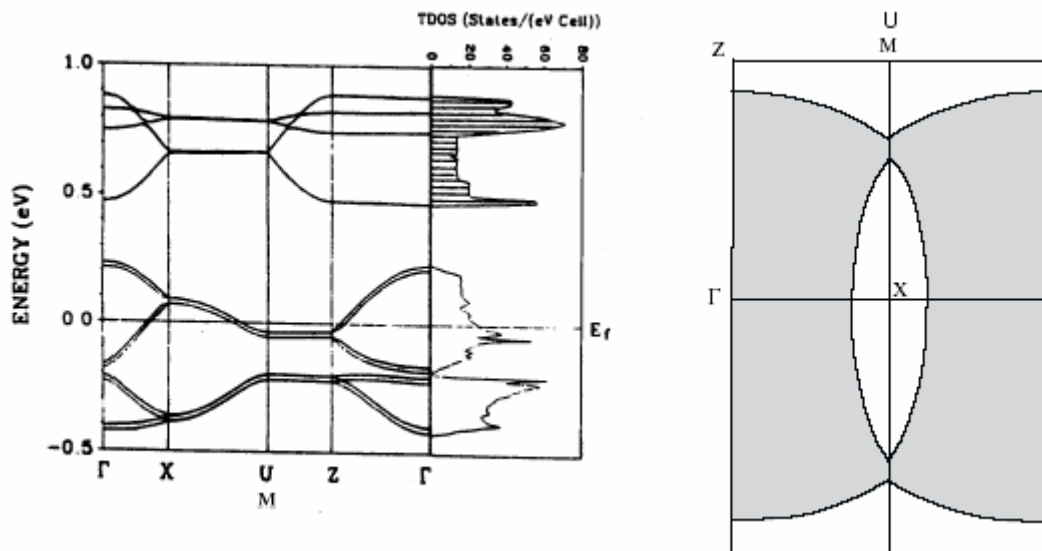 TDOS (States/(eV Cell))
0 20 40 60 80
ENERGY (eV)
1.0
0.5
0.0
-0.5
E_f
Γ X U Z Γ
M
U
Z M
Γ X